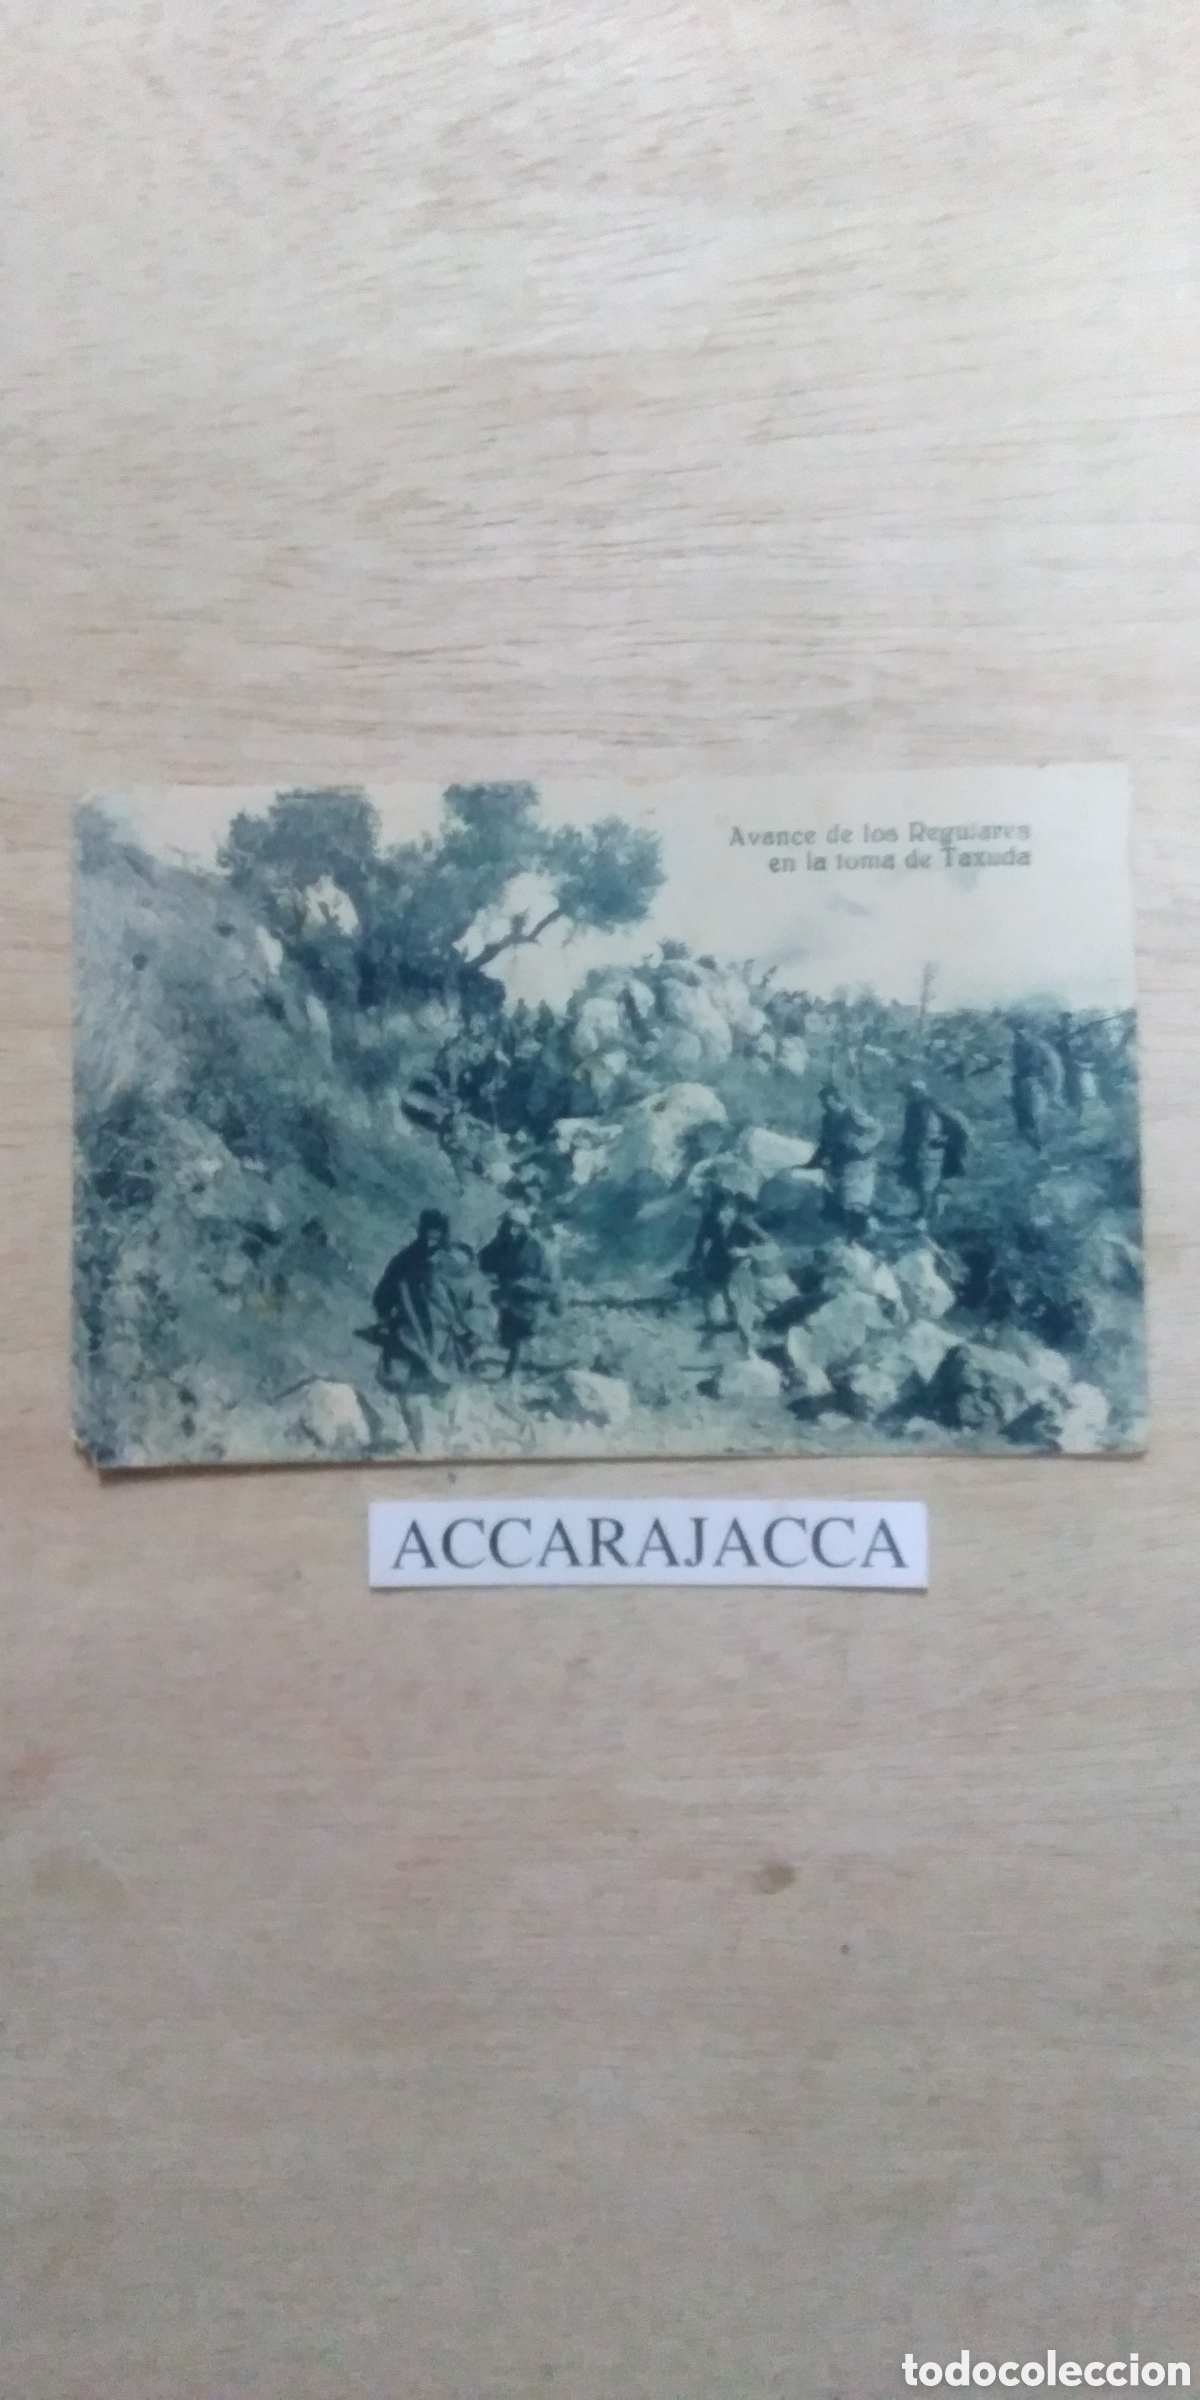 Avance de los Regulares
en la toma de Taxuda
ACCARAJACCA
todocoleccion